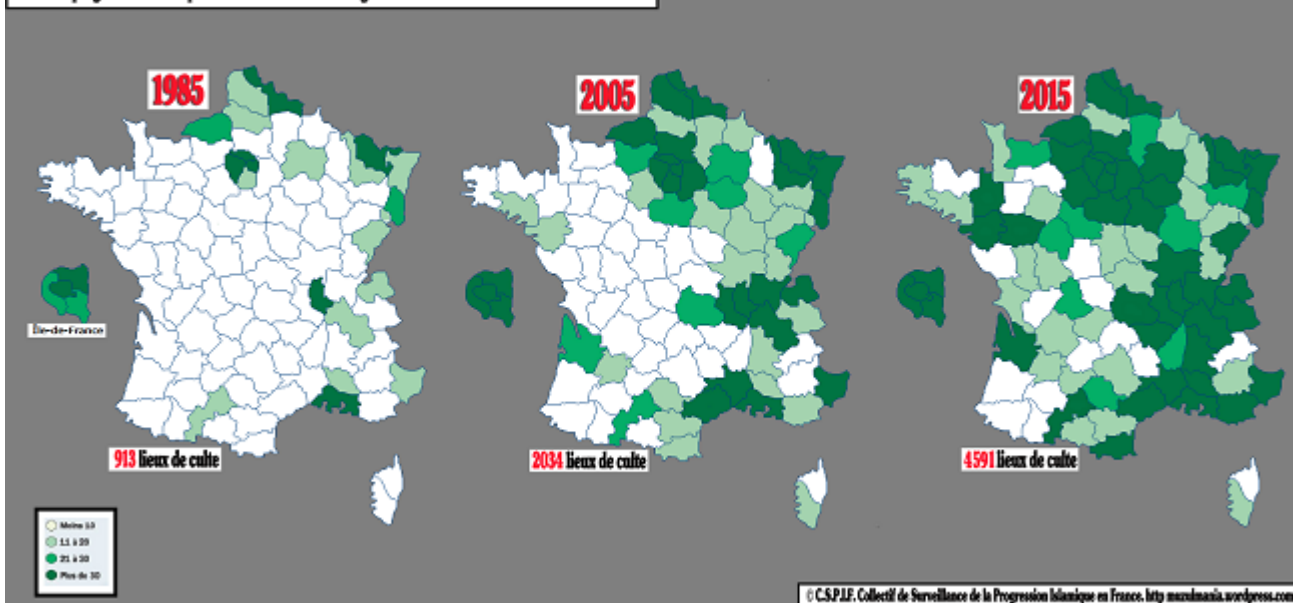 1985
2005
2015
Île-de-France
913 lieux de culte
2034 lieux de culte
4591 lieux de culte
Moins 10
11 à 20
21 à 30
Plus de 30
© C.S.P.I.F. Collectif de Surveillance de la Progression Islamique en France. http muzulmania.wordpress.com